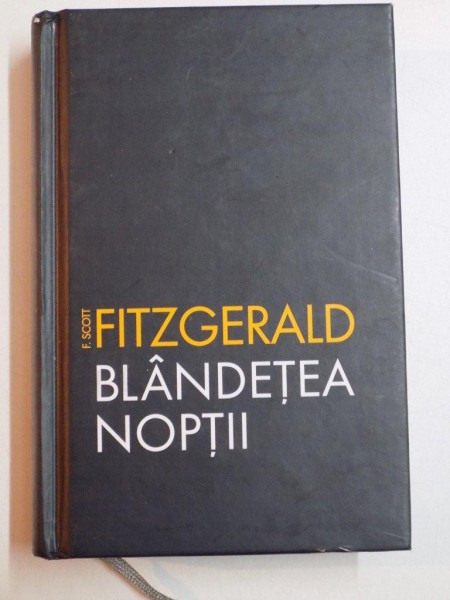 F. SCOTT
FITZGERALD
BLÂNDEȚEA
NOPȚII